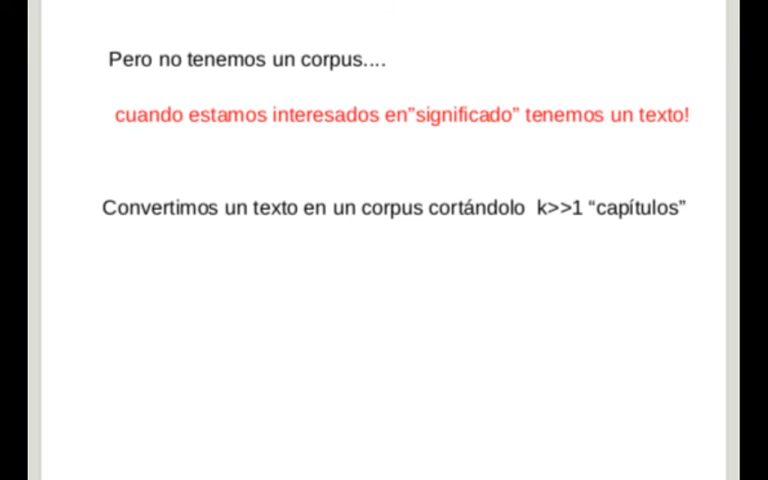 Pero no tenemos un corpus....
cuando estamos interesados en”significado” tenemos un texto!
Convertimos un texto en un corpus cortándolo  k>>1 “capítulos”